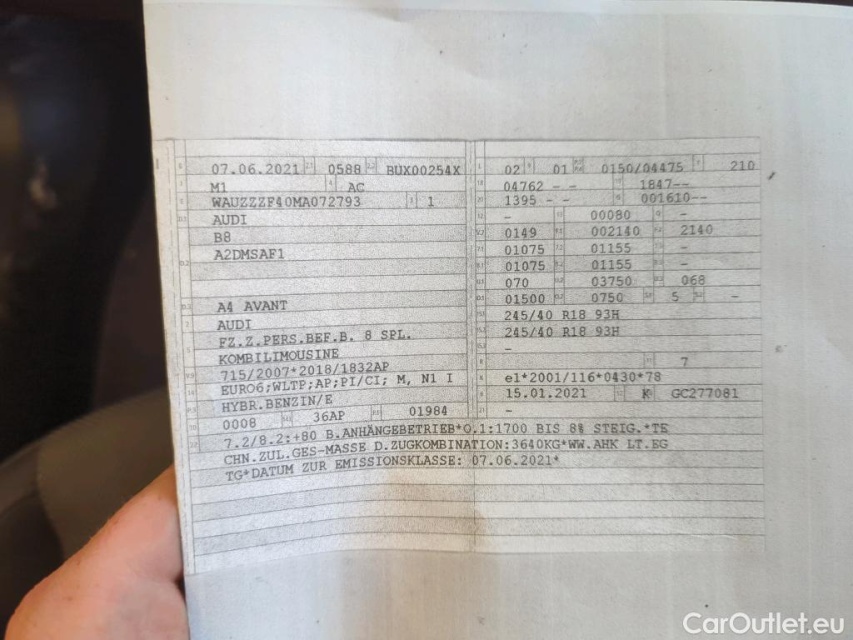 07.06.2021 0588 BUX00254X
M1 AC
WAUZZZF40MA072793 1
AUDI
B8
A2DMSAF1
A4 AVANT
AUDI
FZ.Z.PERS.BEF.B. 8 SPL.
KOMBILIMOUSINE
715/2007*2018/1832AP
EURO6;WLTP;AP;PI/CI; M, N1 I
HYBR.BENZIN/E
0008 36AP 01984
02 01 0150/04475 210
04762 - - 1847--
1395 - - 001610--
- 00080 -
0149 002140 2140
01075 01155 -
01075 01155 -
070 03750 068
01500 0750 5 -
245/40 R18 93H
245/40 R18 93H
-
7
e1*2001/116*0430*78
15.01.2021 K GC277081
-
7.2/8.2:+80 B.ANHÄNGEBETRIEB*O.1:1700 BIS 8% STEIG.*TE
CHN.ZUL.GES-MASSE D.ZUGKOMBINATION:3640KG*WW.AHK LT.EG
TG*DATUM ZUR EMISSIONSKLASSE: 07.06.2021*
CarOutlet.eu